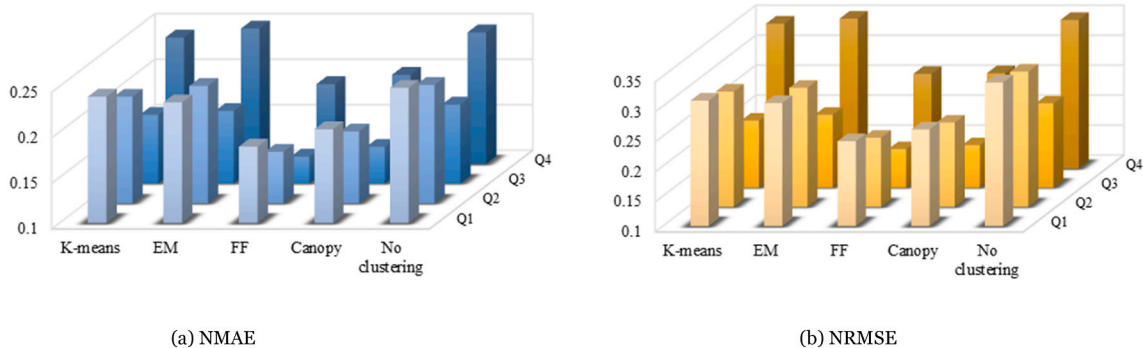 0.25
0.2
0.15
0.1
K-means
EM
FF
Canopy
No
clustering
Q1
Q2
Q3
Q4
(a) NMAE
0.35
0.3
0.25
0.2
0.15
0.1
K-means
EM
FF
Canopy
No
clustering
Q1
Q2
Q3
Q4
(b) NRMSE